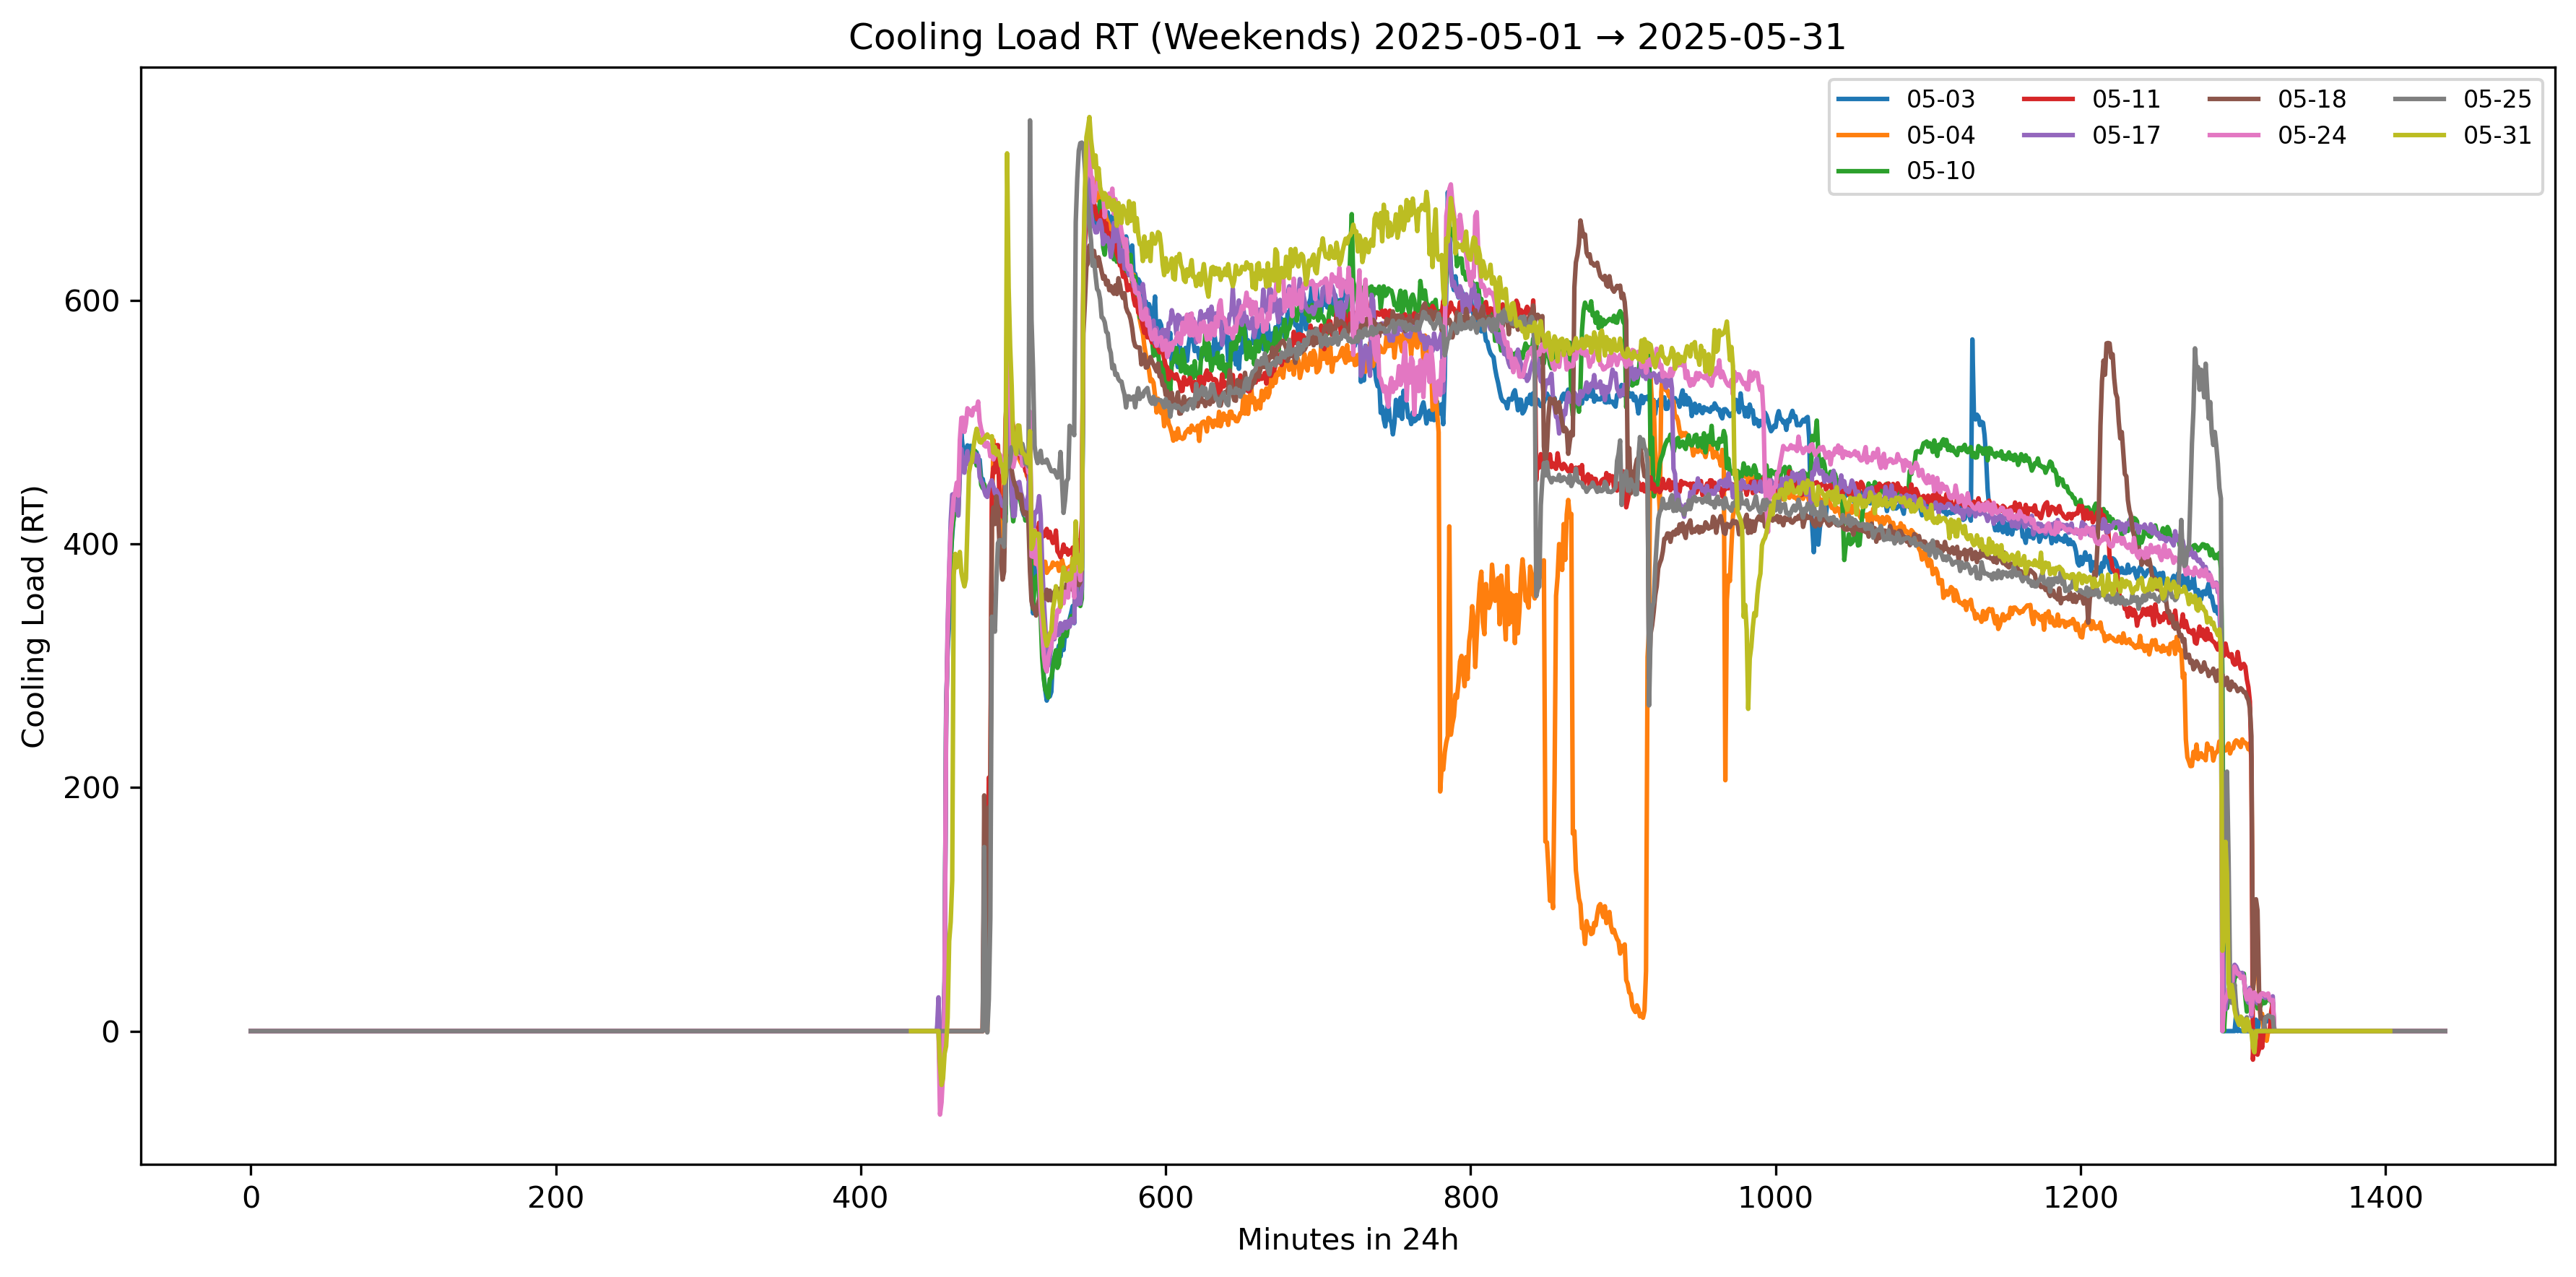 Cooling Load RT (Weekends) 2025-05-01 → 2025-05-31
05-03 05-11 05-18 05-25
05-04 05-17 05-24 05-31
05-10
Cooling Load (RT)
600
400
200
0
0 200 400 600 800 1000 1200 1400
Minutes in 24h